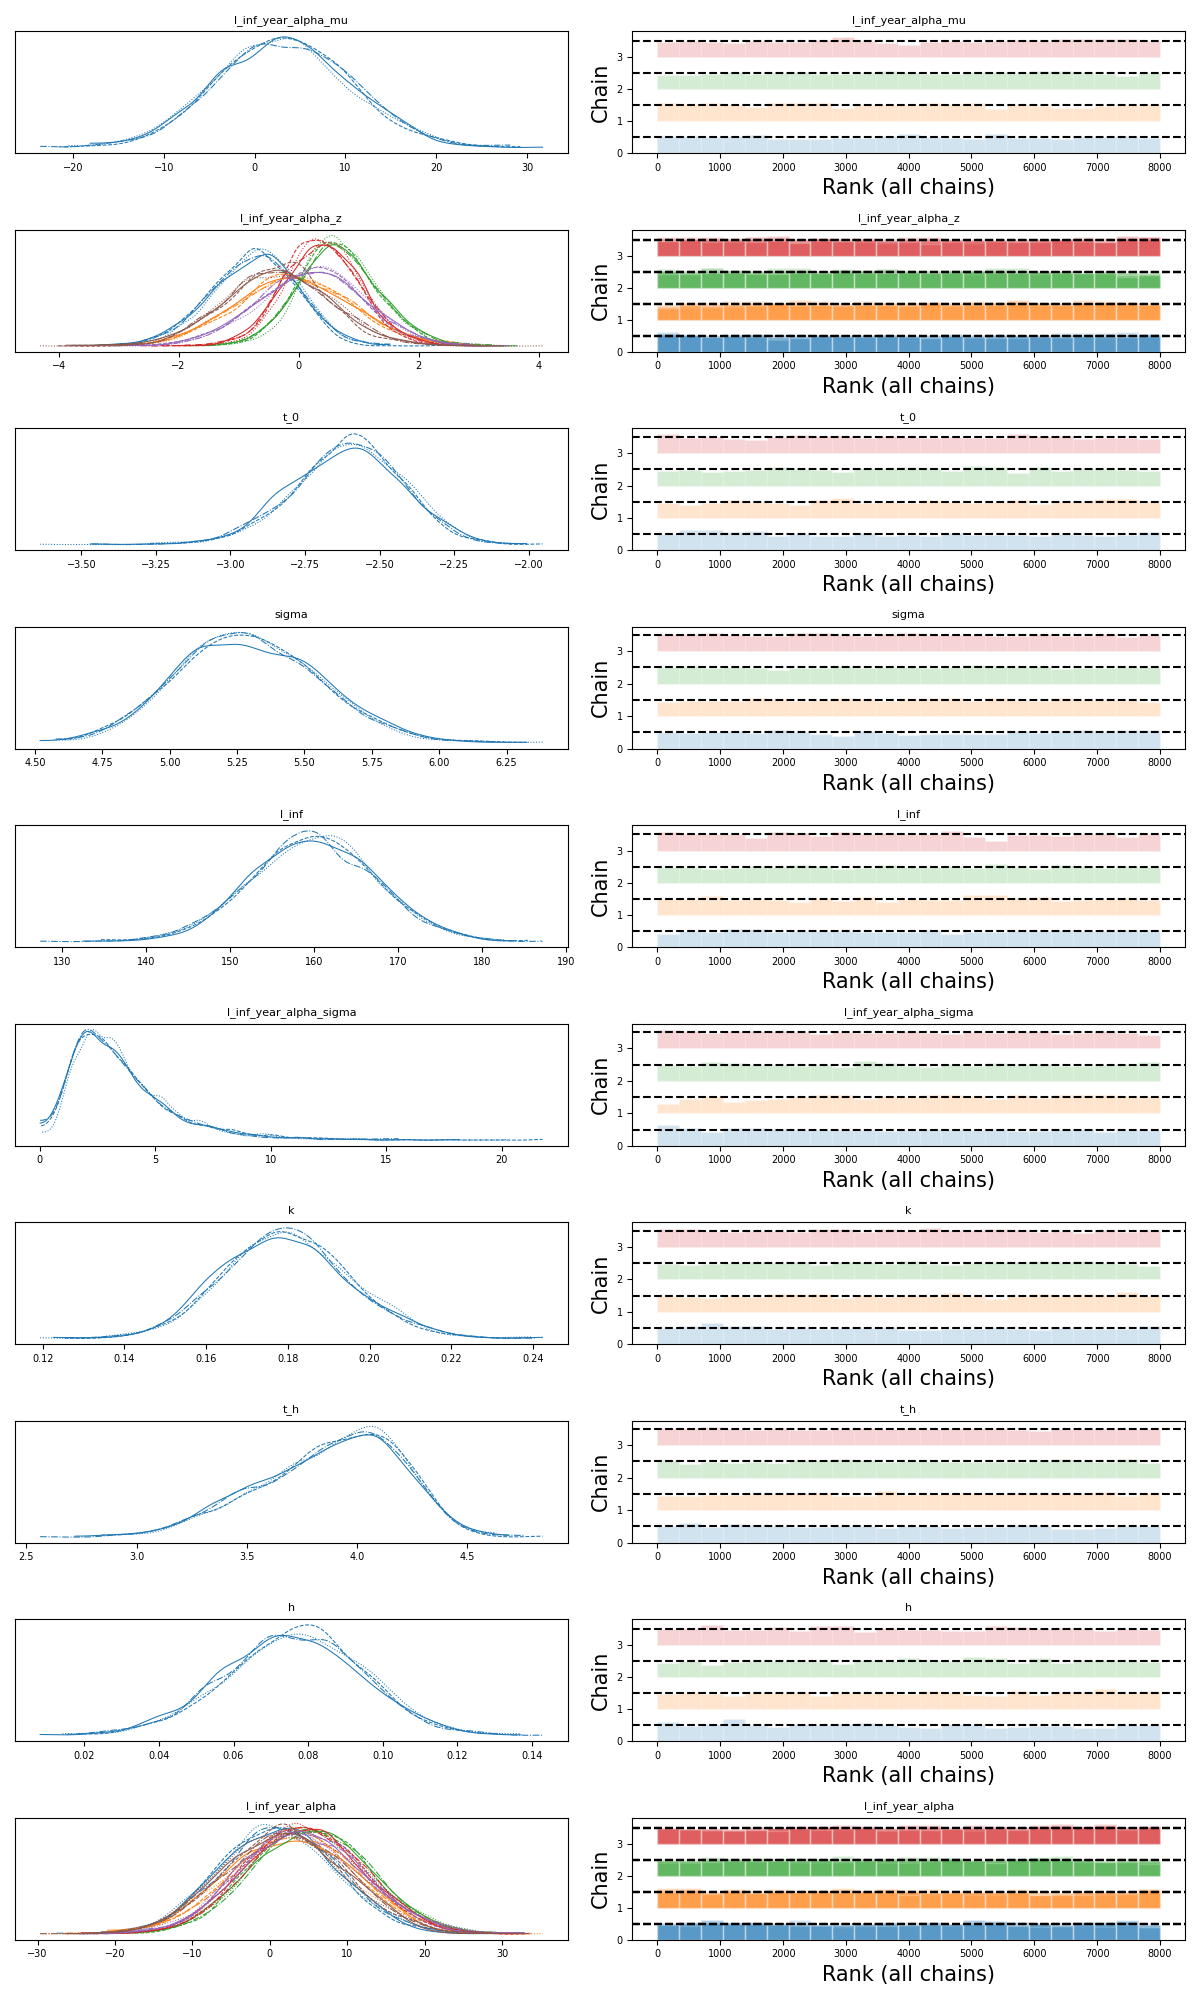 l_inf_year_alpha_mu
l_inf_year_alpha_mu
−20 −10 0 10 20 30
Chain
3
2
1
0
0 1000 2000 3000 4000 5000 6000 7000 8000
Rank (all chains)
l_inf_year_alpha_z
l_inf_year_alpha_z
−4 −2 0 2 4
Chain
3
2
1
0
0 1000 2000 3000 4000 5000 6000 7000 8000
Rank (all chains)
t_0
t_0
−3.50 −3.25 −3.00 −2.75 −2.50 −2.25 −2.00
Chain
3
2
1
0
0 1000 2000 3000 4000 5000 6000 7000 8000
Rank (all chains)
sigma
sigma
4.50 4.75 5.00 5.25 5.50 5.75 6.00 6.25
Chain
3
2
1
0
0 1000 2000 3000 4000 5000 6000 7000 8000
Rank (all chains)
l_inf
l_inf
130 140 150 160 170 180 190
Chain
3
2
1
0
0 1000 2000 3000 4000 5000 6000 7000 8000
Rank (all chains)
l_inf_year_alpha_sigma
l_inf_year_alpha_sigma
0 5 10 15 20
Chain
3
2
1
0
0 1000 2000 3000 4000 5000 6000 7000 8000
Rank (all chains)
k
k
0.12 0.14 0.16 0.18 0.20 0.22 0.24
Chain
3
2
1
0
0 1000 2000 3000 4000 5000 6000 7000 8000
Rank (all chains)
t_h
t_h
2.5 3.0 3.5 4.0 4.5
Chain
3
2
1
0
0 1000 2000 3000 4000 5000 6000 7000 8000
Rank (all chains)
h
h
0.02 0.04 0.06 0.08 0.10 0.12 0.14
Chain
3
2
1
0
0 1000 2000 3000 4000 5000 6000 7000 8000
Rank (all chains)
l_inf_year_alpha
l_inf_year_alpha
−30 −20 −10 0 10 20 30
Chain
3
2
1
0
0 1000 2000 3000 4000 5000 6000 7000 8000
Rank (all chains)